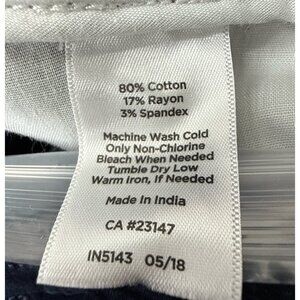 80% Cotton
17% Rayon
3% Spandex
Machine Wash Cold
Only Non-Chlorine
Bleach When Needed
Tumble Dry Low
Warm Iron, If Needed
Made In India
CA #23147
IN5143 05/18